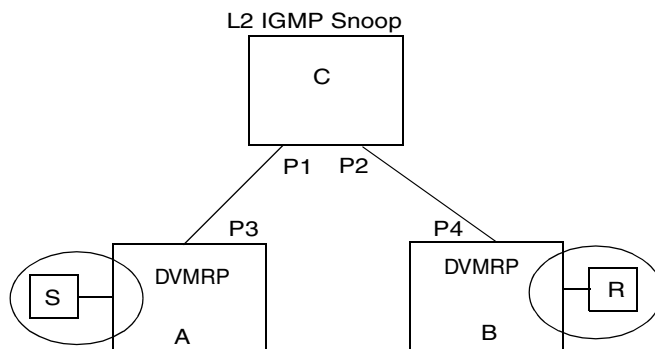 L2 IGMP Snoop
C
P1 P2
P3 P4
DVMRP DVMRP
S R
A B